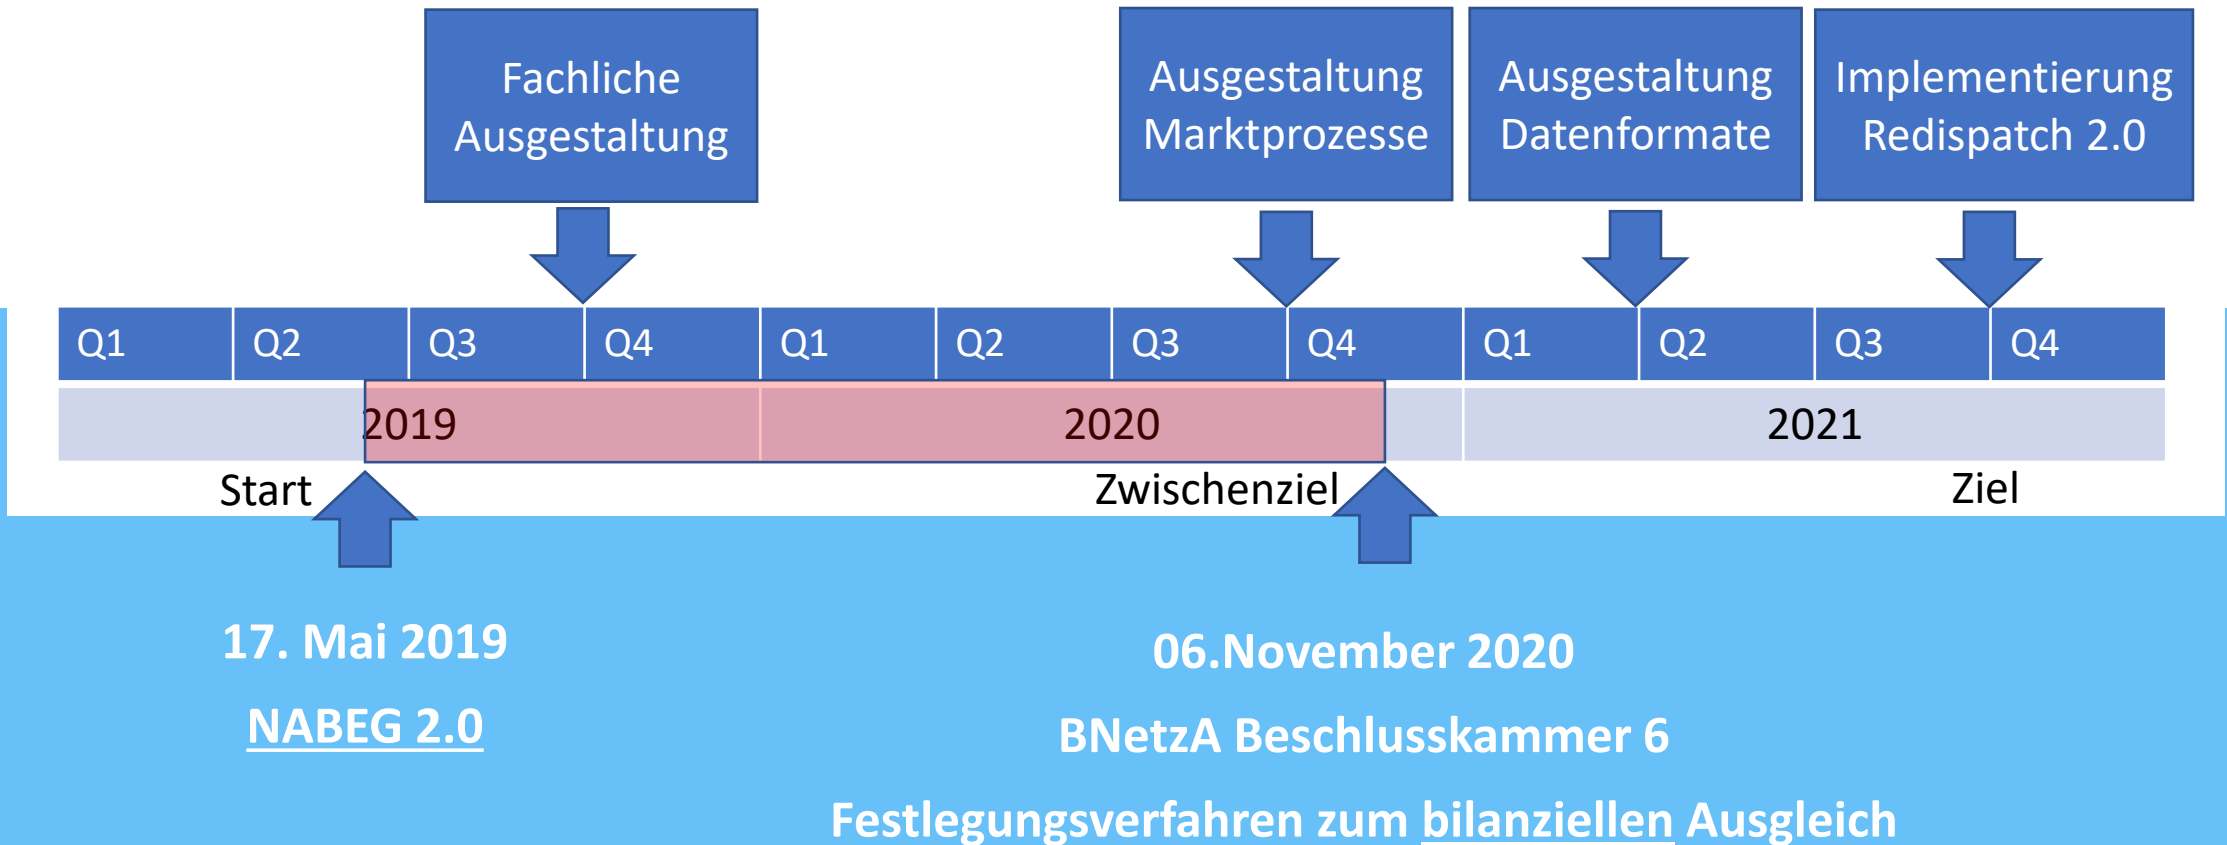 Fachliche
Ausgestaltung
Ausgestaltung
Marktprozesse
Ausgestaltung
Datenformate
Implementierung
Redispatch 2.0
Q1 Q2 Q3 Q4 Q1 Q2 Q3 Q4 Q1 Q2 Q3 Q4
2019 2020 2021
Start Zwischenziel Ziel
17. Mai 2019
NABEG 2.0
06.November 2020
BNetzA Beschlusskammer 6
Festlegungsverfahren zum bilanziellen Ausgleich